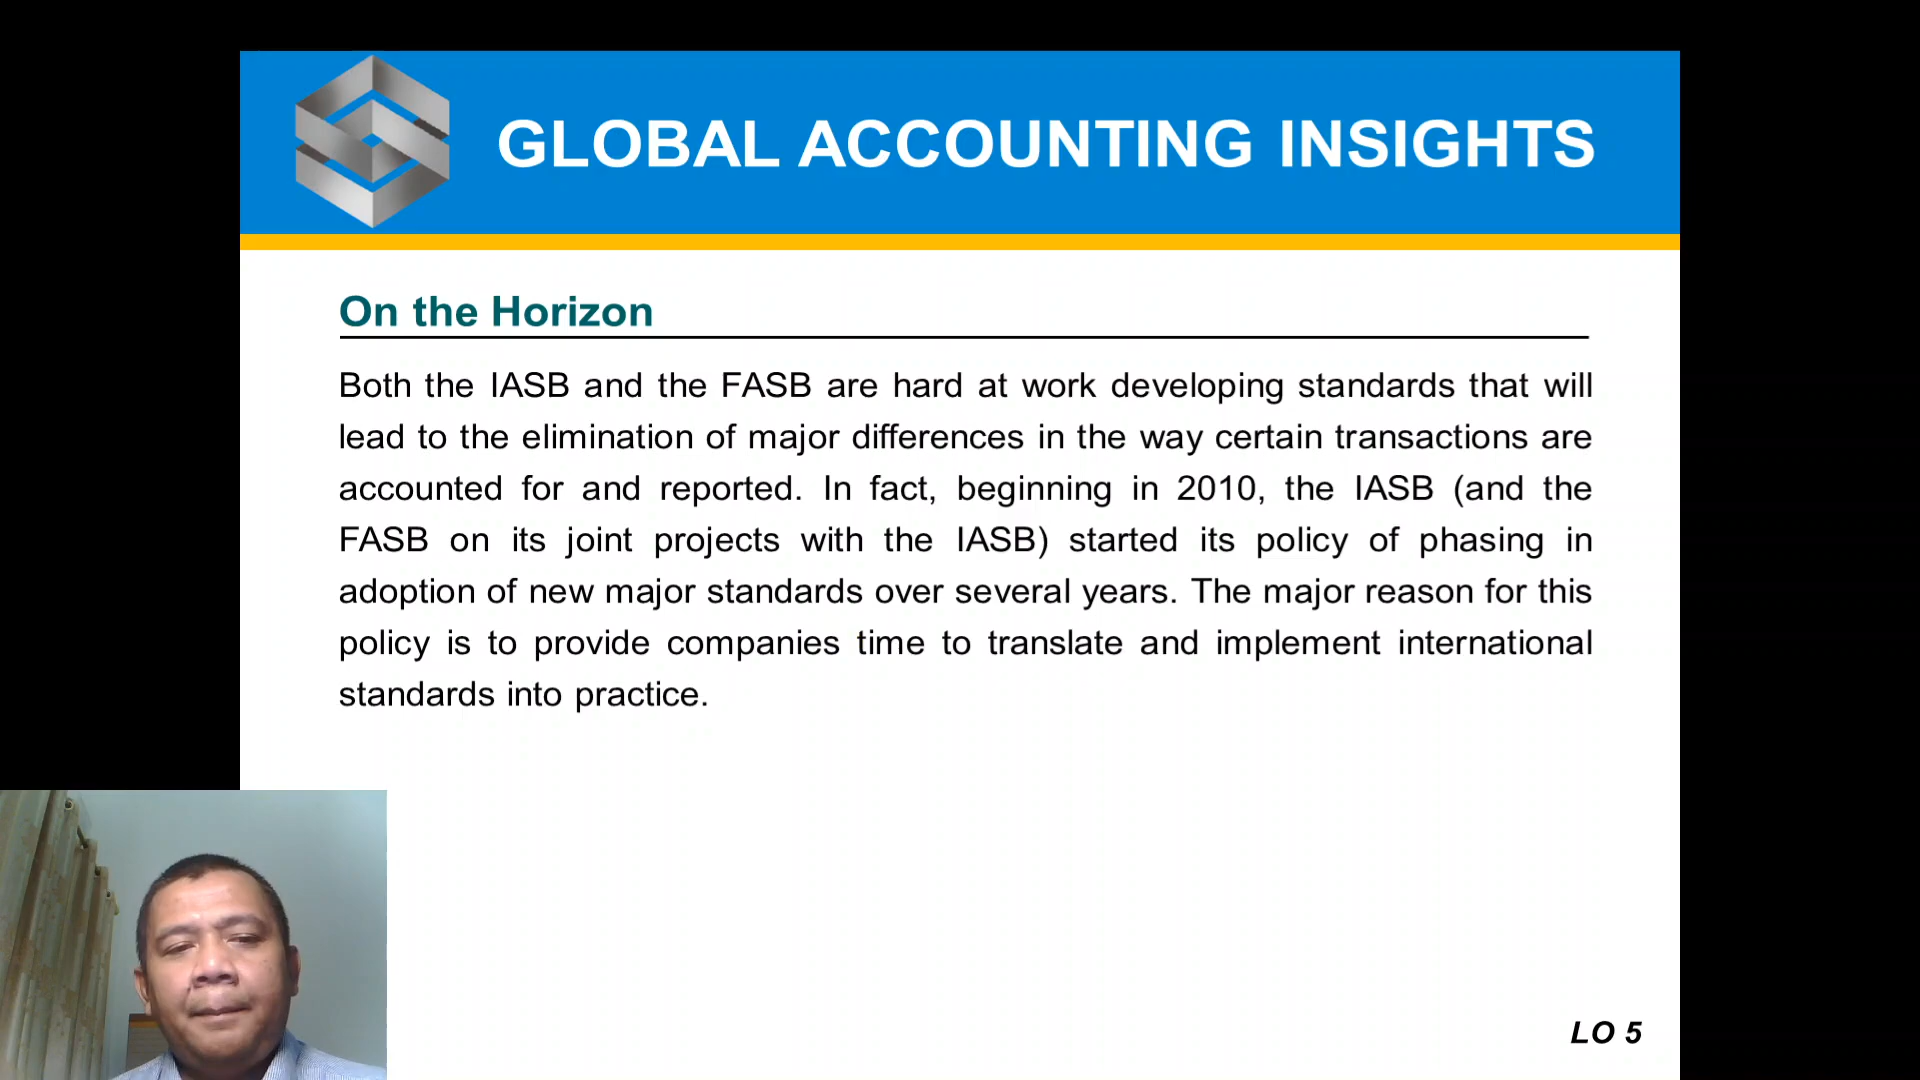 GLOBAL ACCOUNTING INSIGHTS
On the Horizon
Both the IASB and the FASB are hard at work developing standards that will
lead to the elimination of major differences in the way certain transactions are
accounted for and reported. In fact, beginning in 2010, the IASB (and the
FASB on its joint projects with the IASB) started its policy of phasing in
adoption of new major standards over several years. The major reason for this
policy is to provide companies time to translate and implement international
standards into practice.
LO 5